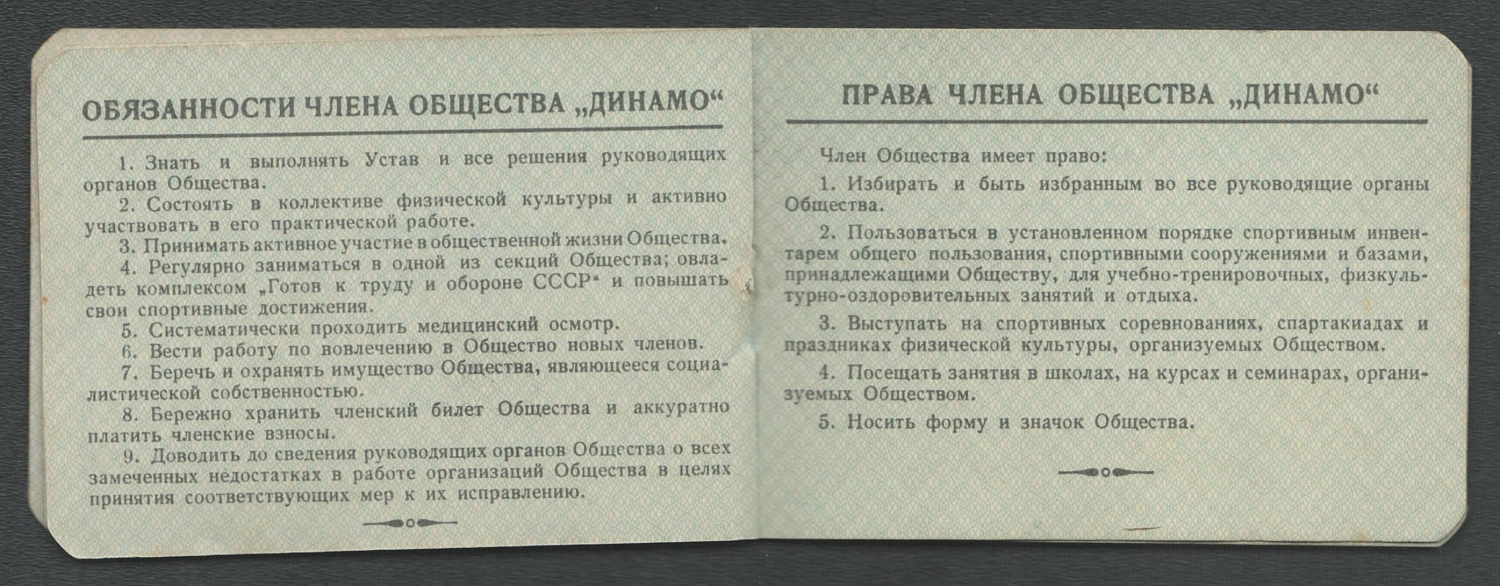 ОБЯЗАННОСТИ ЧЛЕНА ОБЩЕСТВА „ДИНАМО“
1. Знать и выполнять Устав и все решения руководящих
органов Общества.
2. Состоять в коллективе физической культуры и активно
участвовать в его практической работе.
3. Принимать активное участие в общественной жизни Общества.
4. Регулярно заниматься в одной из секций Общества; овла-
деть комплексом „Готов к труду и обороне СССР“ и повышать
свои спортивные достижения.
5. Систематически проходить медицинский осмотр.
6. Вести работу по вовлечению в Общество новых членов.
7. Беречь и охранять имущество Общества, являющееся социа-
листической собственностью.
8. Бережно хранить членский билет Общества и аккуратно
платить членские взносы.
9. Доводить до сведения руководящих органов Общества о всех
замеченных недостатках в работе организаций Общества в целях
принятия соответствующих мер к их исправлению.
ПРАВА ЧЛЕНА ОБЩЕСТВА „ДИНАМО“
Член Общества имеет право:
1. Избирать и быть избранным во все руководящие органы
Общества.
2. Пользоваться в установленном порядке спортивным инвен-
тарем общего пользования, спортивными сооружениями и базами,
принадлежащими Обществу, для учебно-тренировочных, физкуль-
турно-оздоровительных занятий и отдыха.
3. Выступать на спортивных соревнованиях, спартакиадах и
праздниках физической культуры, организуемых Обществом.
4. Посещать занятия в школах, на курсах и семинарах, органи-
зуемых Обществом.
5. Носить форму и значок Общества.